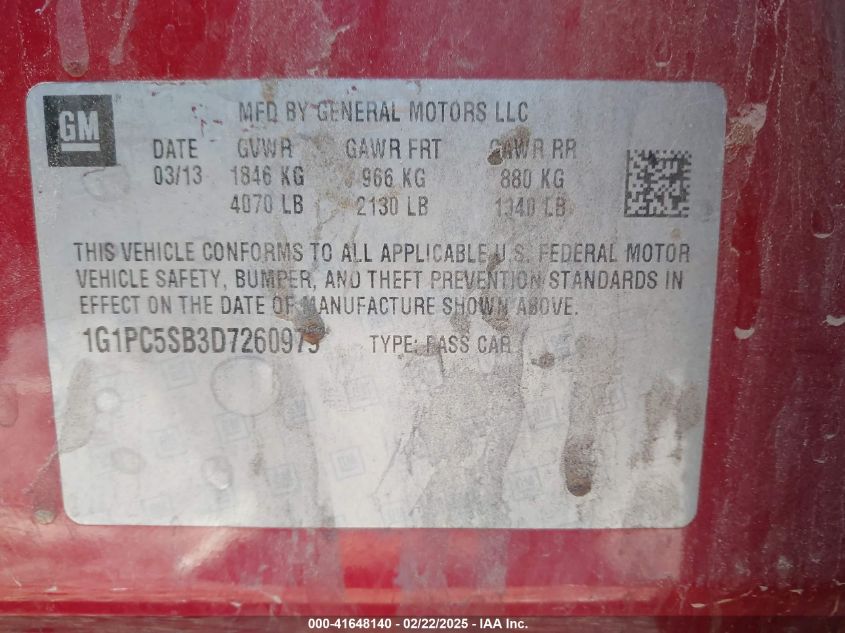 GM
MFD BY GENERAL MOTORS LLC
DATE GVWR GAWR FRT GAWR RR
03/13 1846 KG 966 KG 880 KG
4070 LB 2130 LB 1940 LB
THIS VEHICLE CONFORMS TO ALL APPLICABLE U.S. FEDERAL MOTOR
VEHICLE SAFETY, BUMPER, AND THEFT PREVENTION STANDARDS IN
EFFECT ON THE DATE OF MANUFACTURE SHOWN ABOVE.
1G1PC5SB3D7260979 TYPE: PASS CAR
000-41648140 - 02/22/2025 - IAA Inc.